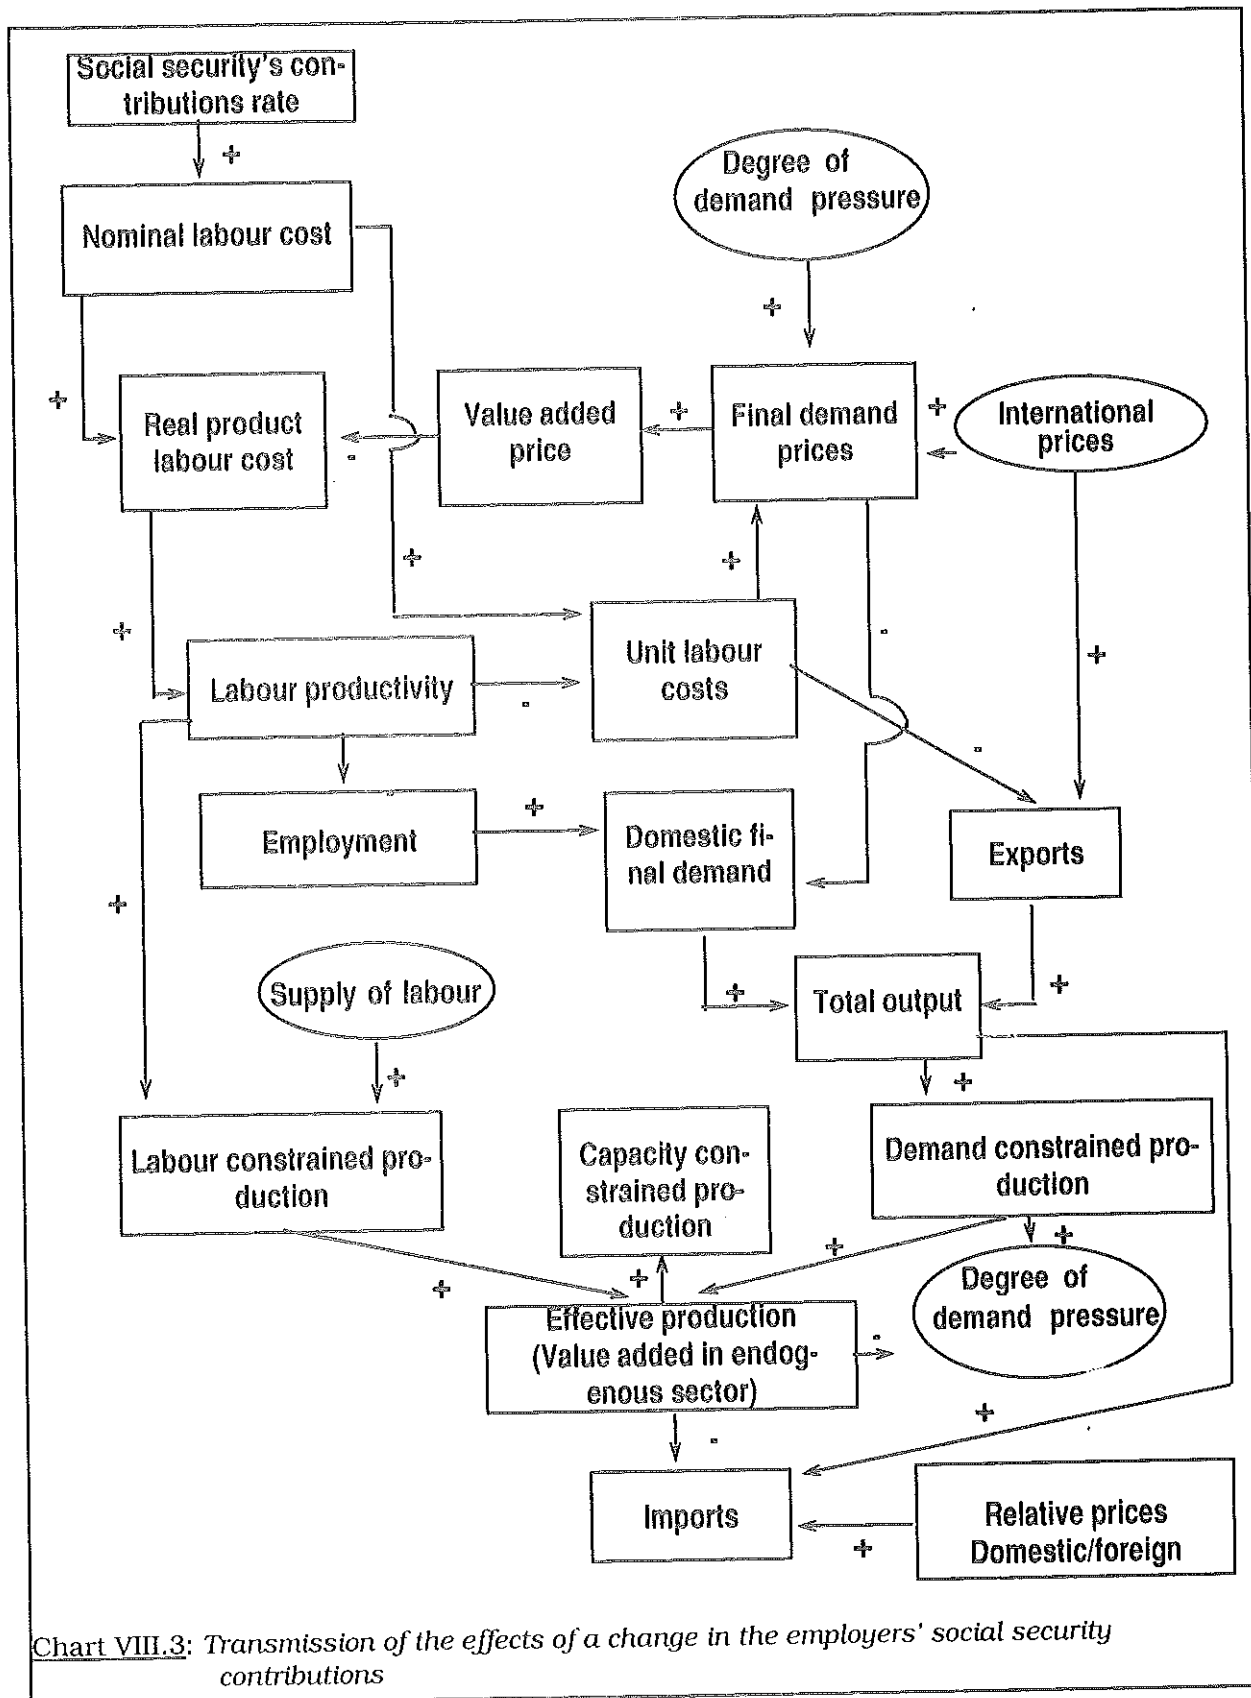 Social security's con-
tributions rate
+
Nominal labour cost
Degree of
demand pressure
+
+
Real product
labour cost
-
Value added
price
+
Final demand
prices
+
International
prices
+
+
+
Unit labour
costs
-
+
Labour productivity
-
-
-
Employment
+
Domestic fi-
nal demand
Exports
+
Supply of labour
+
Total output
+
+
+
Labour constrained pro-
duction
Capacity con-
strained pro-
duction
Demand constrained pro-
duction
+
+
+
+
Degree of
demand pressure
Effective production
(Value added in endog-
enous sector)
-
+
-
Imports
+
Relative prices
Domestic/foreign
Chart VIII.3: Transmission of the effects of a change in the employers' social security
contributions